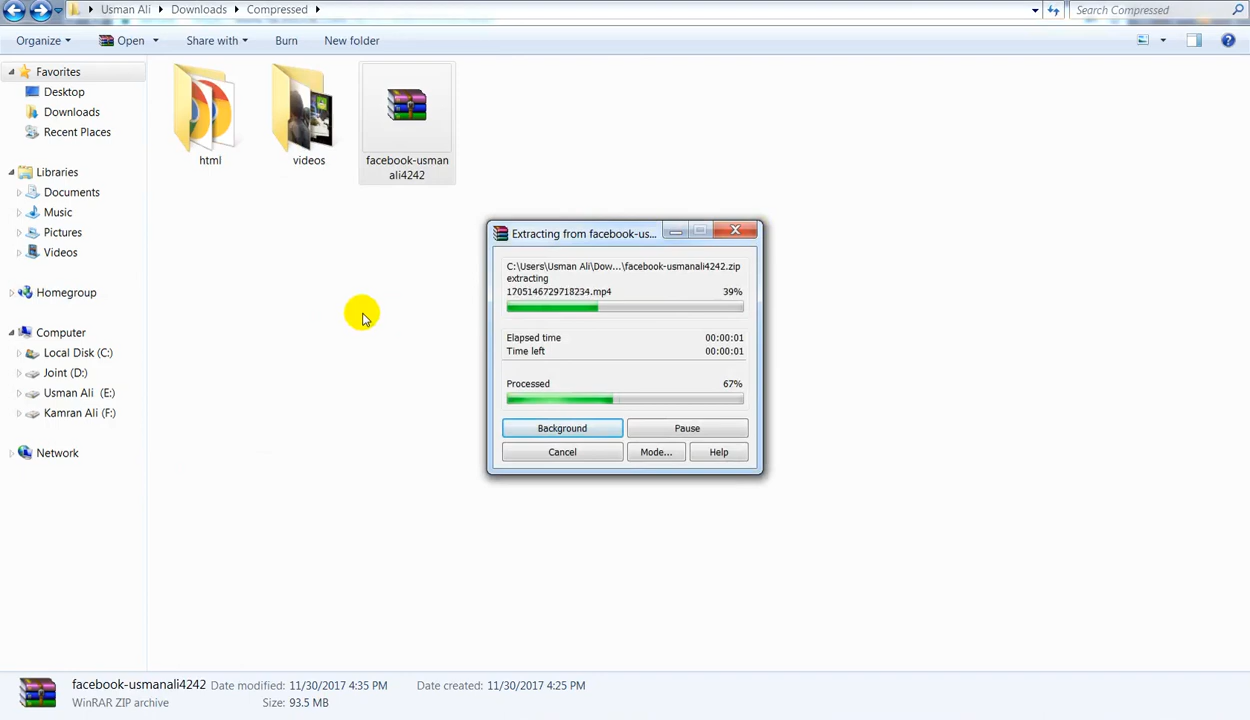 Usman Ali Downloads Compressed
Search Compressed
Organize Open Share with Burn New folder
Favorites
Desktop
Downloads
Recent Places
Libraries
Documents
Music
Pictures
Videos
Homegroup
Computer
Local Disk (C:)
Joint (D:)
Usman Ali (E:)
Kamran Ali (F:)
Network
html
videos
facebook-usman
ali4242
Extracting from facebook-us...
C:\Users\Usman Ali\Dow...\facebook-usmanali4242.zip
extracting
1705146729718234.mp4 39%
Elapsed time 00:00:01
Time left 00:00:01
Processed 67%
Background Pause
Cancel Mode... Help
facebook-usmanali4242 Date modified: 11/30/2017 4:35 PM Date created: 11/30/2017 4:25 PM
WinRAR ZIP archive Size: 93.5 MB